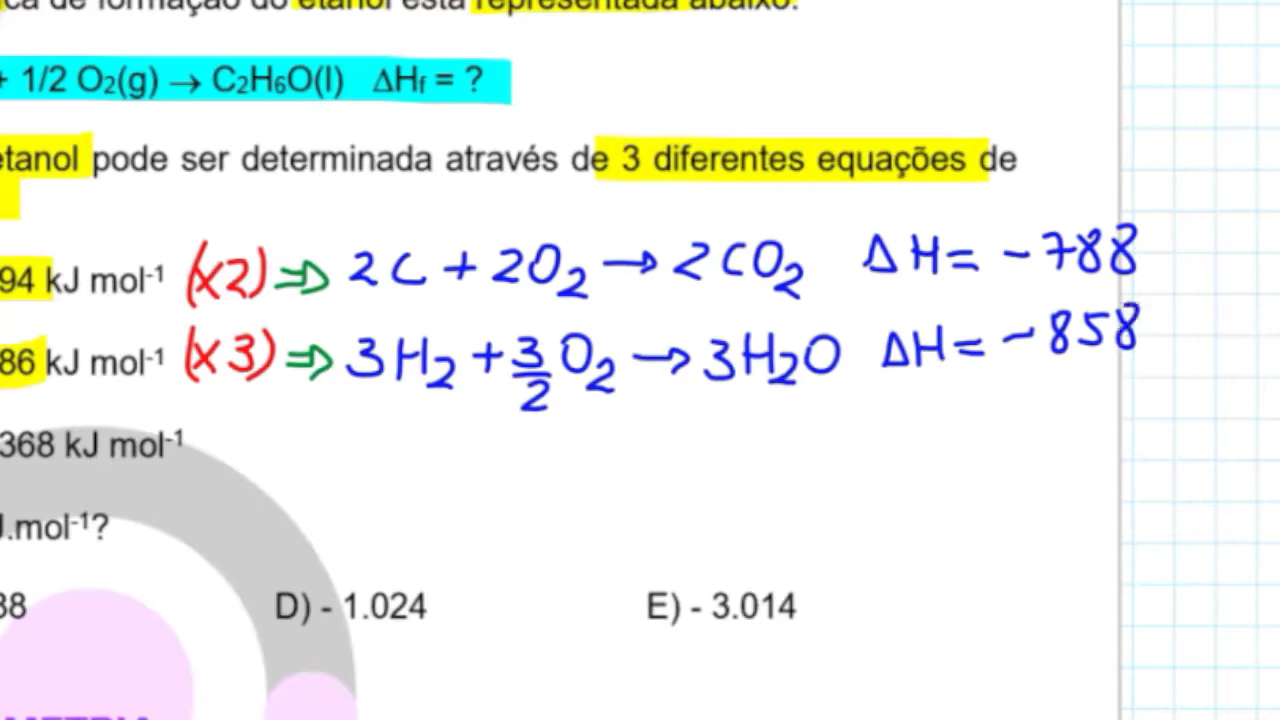 ca de formação do etanol está representada abaixo:
+ 1/2 O2(g) → C2H6O(l) ΔHf = ?
etanol pode ser determinada através de 3 diferentes equações de
94 kJ mol-1 (x2) ⇒ 2C + 2O2 → 2CO2 ΔH = -788
86 kJ mol-1 (x3) ⇒ 3H2 + 3/2 O2 → 3H2O ΔH = -858
368 kJ mol-1
J.mol-1?
38 D) - 1.024 E) - 3.014